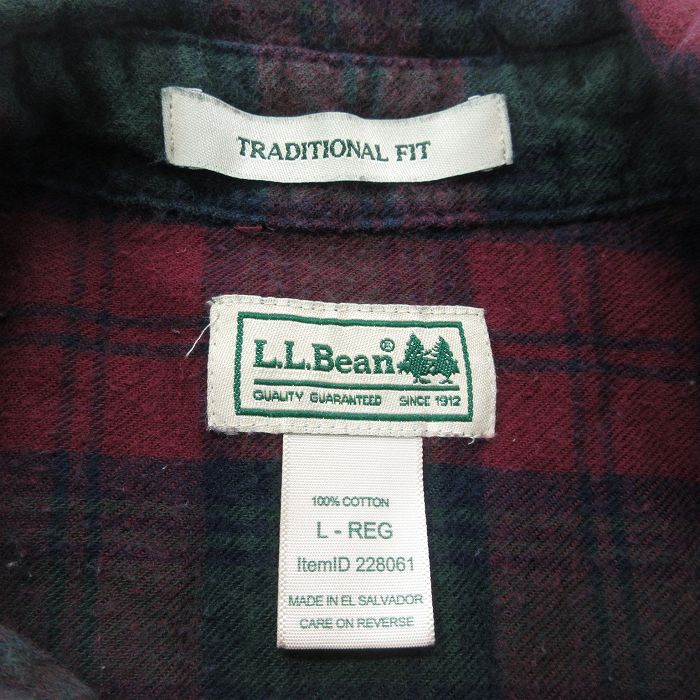 TRADITIONAL FIT
L.L.Bean®
QUALITY GUARANTEED SINCE 1912
100% COTTON
L - REG
ItemID 228061
MADE IN EL SALVADOR
CARE ON REVERSE